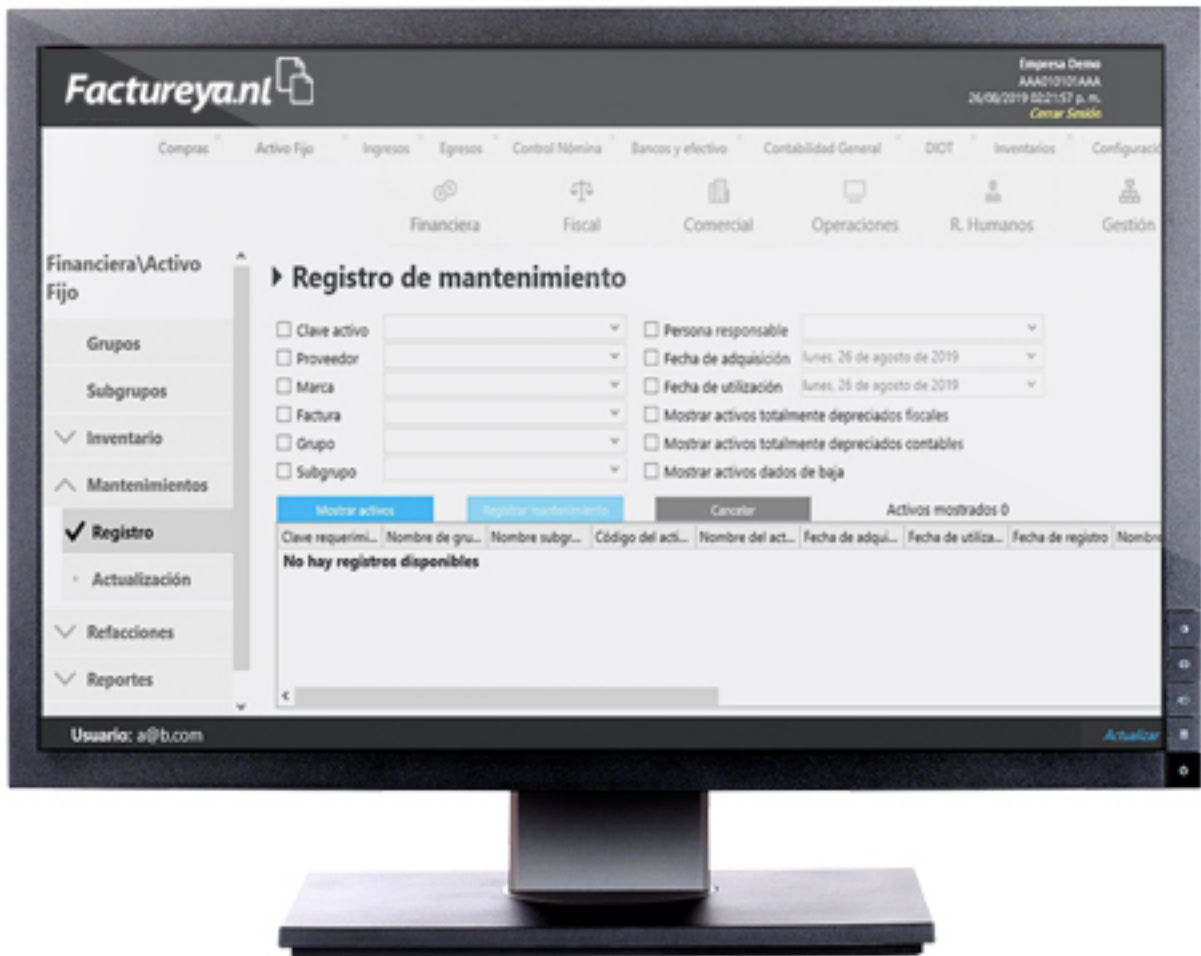 Factureya.nl
Empresa Demo
AAA010101AAA
26/08/2019 02:21:57 p. m.
Cerrar Sesión
Compras Activo Fijo Ingresos Egresos Control Nómina Bancos y efectivo Contabilidad General DIOT Inventarios Configuració
Financiera Fiscal Comercial Operaciones R. Humanos Gestión
Financiera\Activo
Fijo
Grupos
Subgrupos
Inventario
Mantenimientos
Registro
Actualización
Refacciones
Reportes
Registro de mantenimiento
Clave activo Persona responsable
Proveedor Fecha de adquisición lunes, 26 de agosto de 2019
Marca Fecha de utilización lunes, 26 de agosto de 2019
Factura Mostrar activos totalmente depreciados fiscales
Grupo Mostrar activos totalmente depreciados contables
Subgrupo Mostrar activos dados de baja
Mostrar activos Registrar mantenimiento Cancelar Activos mostrados 0
Clave requerimi... Nombre de gru... Nombre subgr... Código del acti... Nombre del act... Fecha de adqui... Fecha de utiliza... Fecha de registro Nombre
No hay registros disponibles
Usuario: a@b.com
Actualizar